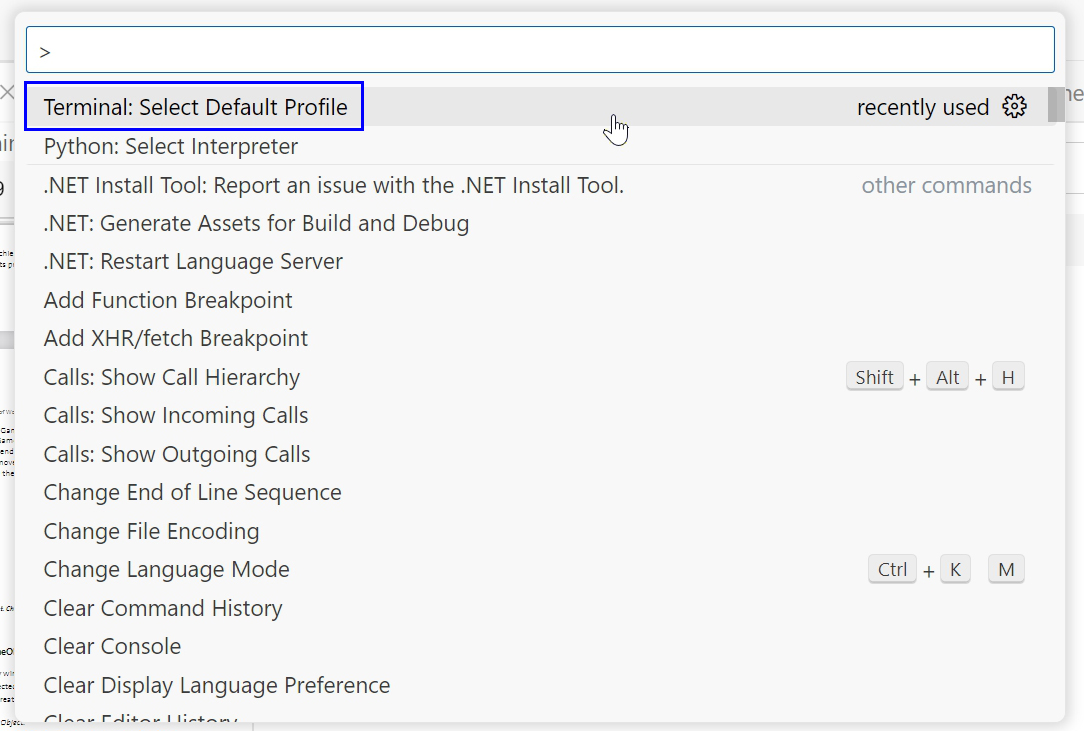 >
Terminal: Select Default Profile recently used
Python: Select Interpreter
.NET Install Tool: Report an issue with the .NET Install Tool. other commands
.NET: Generate Assets for Build and Debug
.NET: Restart Language Server
Add Function Breakpoint
Add XHR/fetch Breakpoint
Calls: Show Call Hierarchy Shift + Alt + H
Calls: Show Incoming Calls
Calls: Show Outgoing Calls
Change End of Line Sequence
Change File Encoding
Change Language Mode Ctrl + K M
Clear Command History
Clear Console
Clear Display Language Preference
Clear Editor History